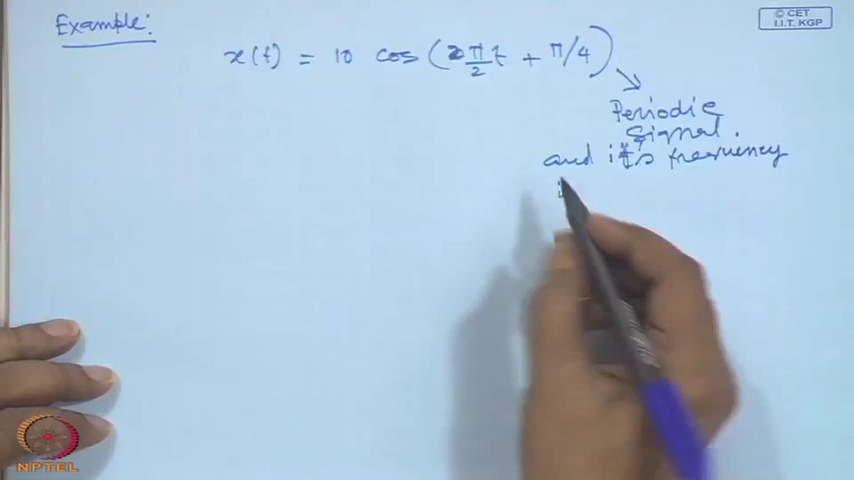 Example:
© CET
I.I.T. KGP
x(t) = 10 cos(2π/2 t + π/4)
Periodic
Signal.
and its frequency
NPTEL